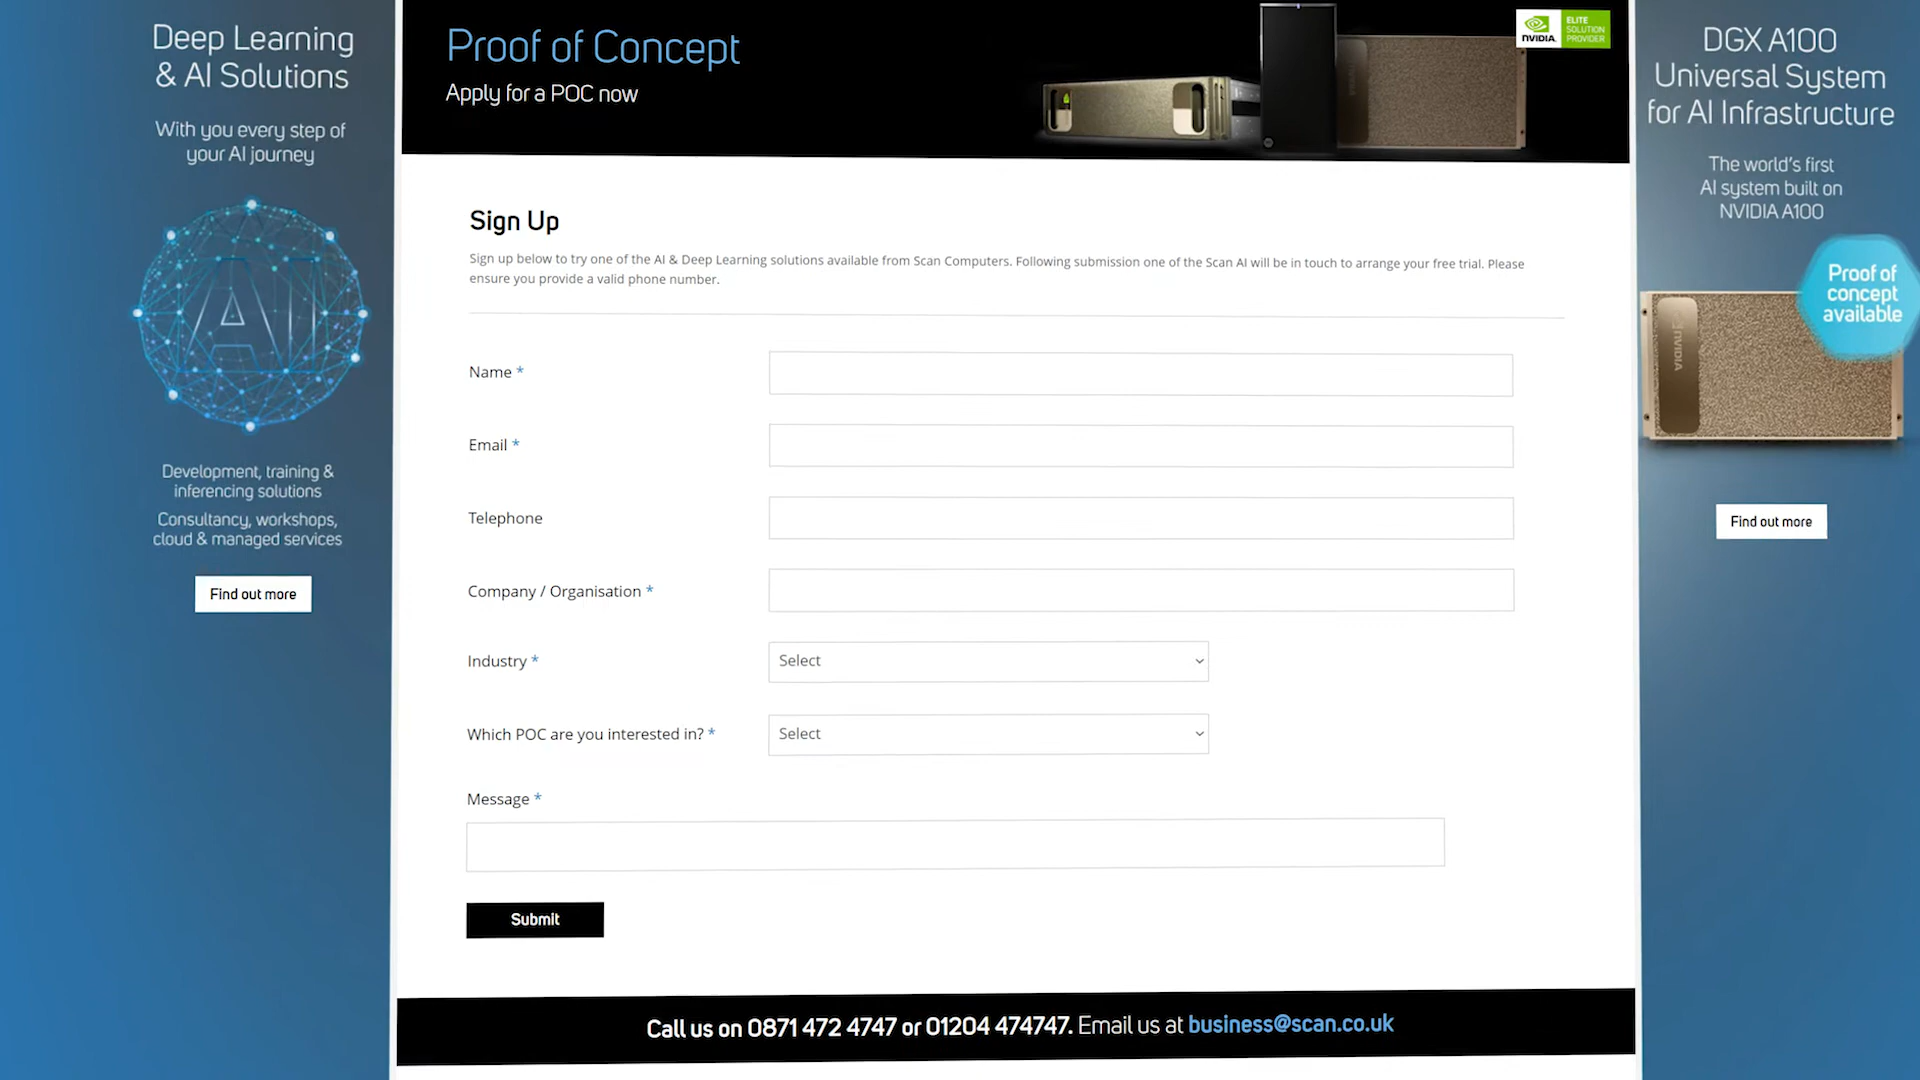 Deep Learning
& AI Solutions
With you every step of
your AI journey
AI
Development, training &
inferencing solutions
Consultancy, workshops,
cloud & managed services
Find out more
Proof of Concept
Apply for a POC now
NVIDIA.
ELITE
SOLUTION
PROVIDER
Sign Up
Sign up below to try one of the AI & Deep Learning solutions available from Scan Computers. Following submission one of the Scan AI will be in touch to arrange your free trial. Please
ensure you provide a valid phone number.
Name *
Email *
Telephone
Company / Organisation *
Industry *
Select
Which POC are you interested in? *
Select
Message *
Submit
Call us on 0871 472 4747 or 01204 474747. Email us at business@scan.co.uk
DGX A100
Universal System
for AI Infrastructure
The world's first
AI system built on
NVIDIA A100
Proof of
concept
available
NVIDIA
Find out more